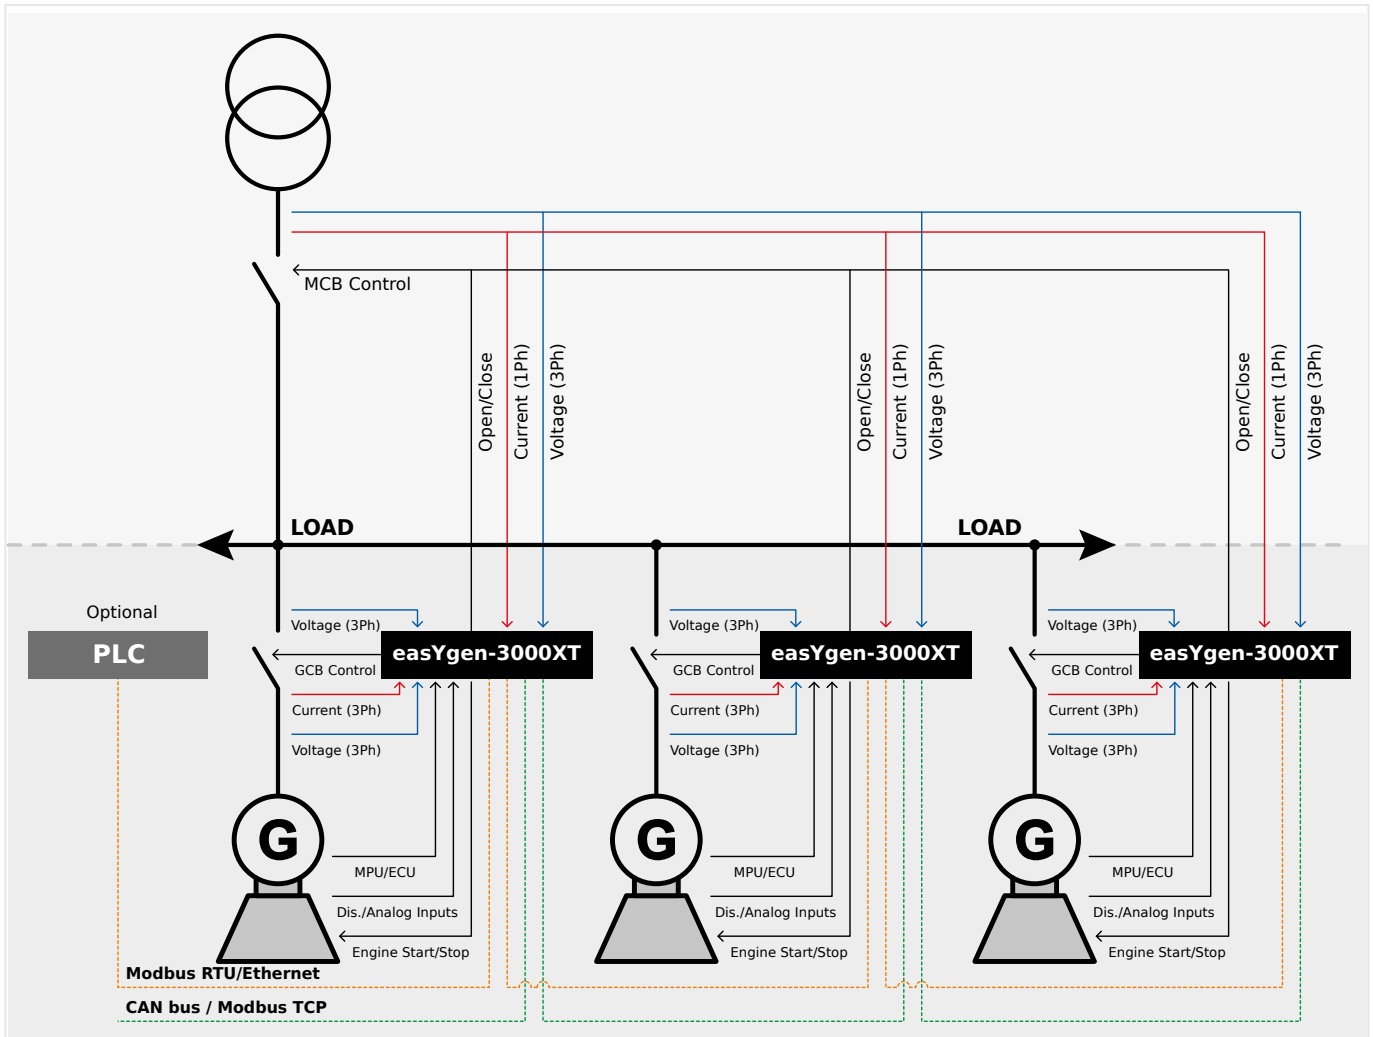 MCB Control
Open/Close
Current (1Ph)
Voltage (3Ph)
Open/Close
Current (1Ph)
Voltage (3Ph)
Open/Close
Current (1Ph)
Voltage (3Ph)
LOAD
LOAD
Optional
PLC
Voltage (3Ph)
easYgen-3000XT
GCB Control
Current (3Ph)
Voltage (3Ph)
G
MPU/ECU
Dis./Analog Inputs
Engine Start/Stop
Voltage (3Ph)
easYgen-3000XT
GCB Control
Current (3Ph)
Voltage (3Ph)
G
MPU/ECU
Dis./Analog Inputs
Engine Start/Stop
Voltage (3Ph)
easYgen-3000XT
GCB Control
Current (3Ph)
Voltage (3Ph)
G
MPU/ECU
Dis./Analog Inputs
Engine Start/Stop
Modbus RTU/Ethernet
CAN bus / Modbus TCP